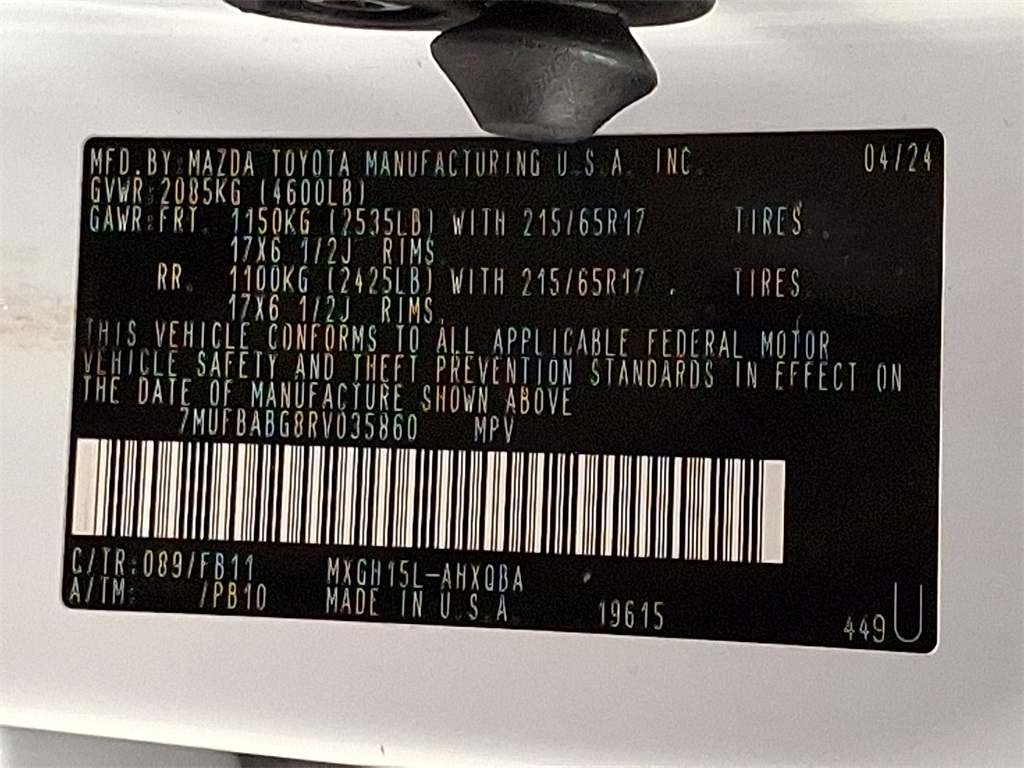 MFD.BY:MAZDA TOYOTA MANUFACTURING U.S.A. INC. 04/24
GVWR:2085KG (4600LB)
GAWR:FRT. 1150KG (2535LB) WITH 215/65R17 TIRES.
17X6 1/2J RIMS.
RR. 1100KG (2425LB) WITH 215/65R17 . TIRES.
17X6 1/2J RIMS.
THIS VEHICLE CONFORMS TO ALL APPLICABLE FEDERAL MOTOR
VEHICLE SAFETY AND THEFT PREVENTION STANDARDS IN EFFECT ON
THE DATE OF MANUFACTURE SHOWN ABOVE
7MUFBABG8RV035860 MPV
C/TR:089/FB11 MXGH15L-AHXQBA
A/TM: /PB10 MADE IN U.S.A. 19615 449 U